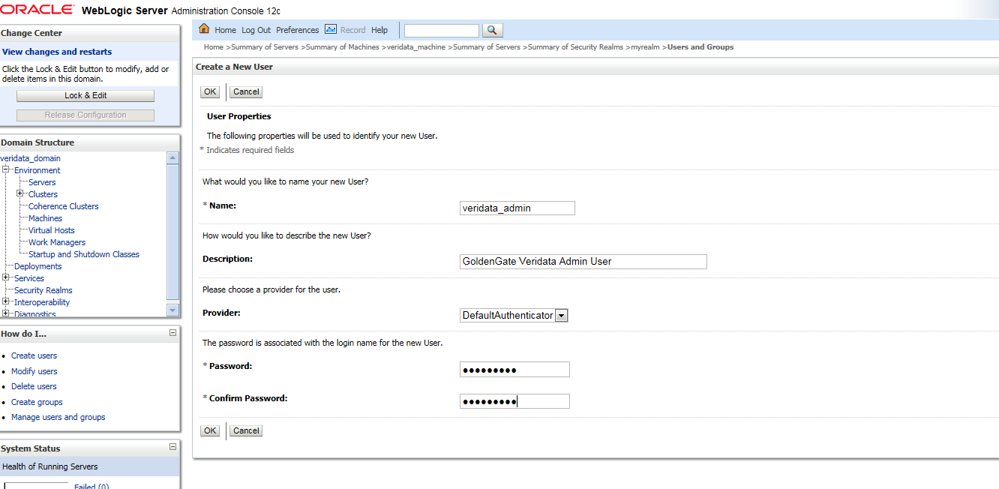 ORACLE® WebLogic Server Administration Console 12c
Change Center
View changes and restarts
Click the Lock & Edit button to modify, add or
delete items in this domain.
Lock & Edit
Release Configuration
Domain Structure
veridata_domain
Environment
Servers
Clusters
Coherence Clusters
Machines
Virtual Hosts
Work Managers
Startup and Shutdown Classes
Deployments
Services
Security Realms
Interoperability
Diagnostics
How do I...
Create users
Modify users
Delete users
Create groups
Manage users and groups
System Status
Health of Running Servers
Failed (0)
Home Log Out Preferences Record Help
Home >Summary of Servers >Summary of Machines >veridata_machine >Summary of Servers >Summary of Security Realms >myrealm >Users and Groups
Create a New User
OK Cancel
User Properties
The following properties will be used to identify your new User.
* Indicates required fields
What would you like to name your new User?
* Name: veridata_admin
How would you like to describe the new User?
Description: GoldenGate Veridata Admin User
Please choose a provider for the user.
Provider: DefaultAuthenticator
The password is associated with the login name for the new User.
* Password: ●●●●●●●●●
* Confirm Password: ●●●●●●●●●
OK Cancel